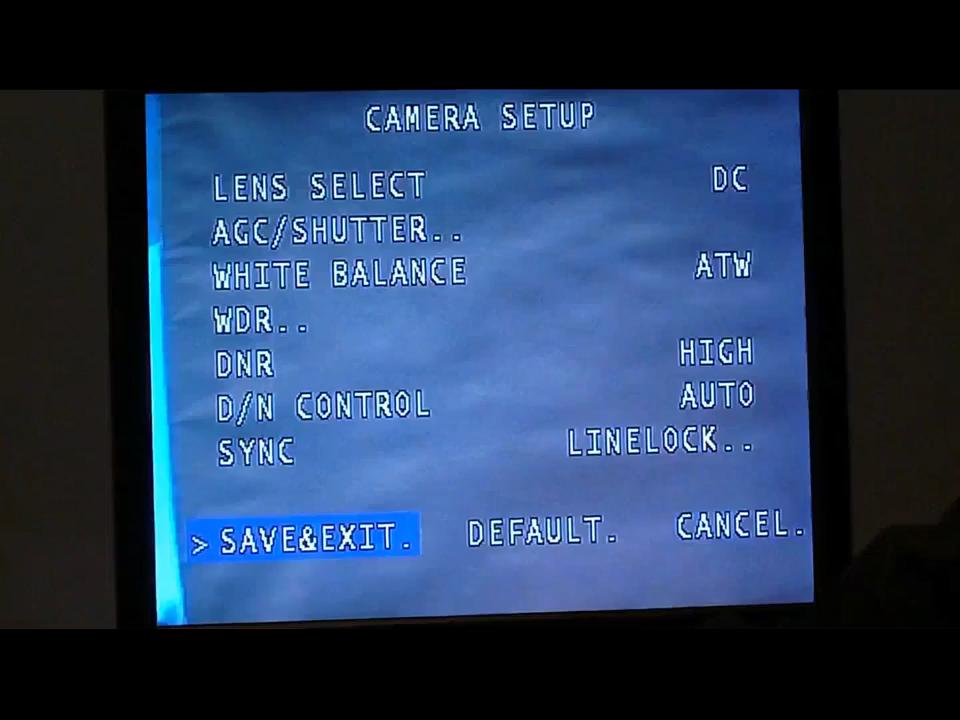 CAMERA SETUP
LENS SELECT DC
AGC/SHUTTER..
WHITE BALANCE ATW
WDR..
DNR HIGH
D/N CONTROL AUTO
SYNC LINELOCK..
> SAVE&EXIT. DEFAULT. CANCEL.